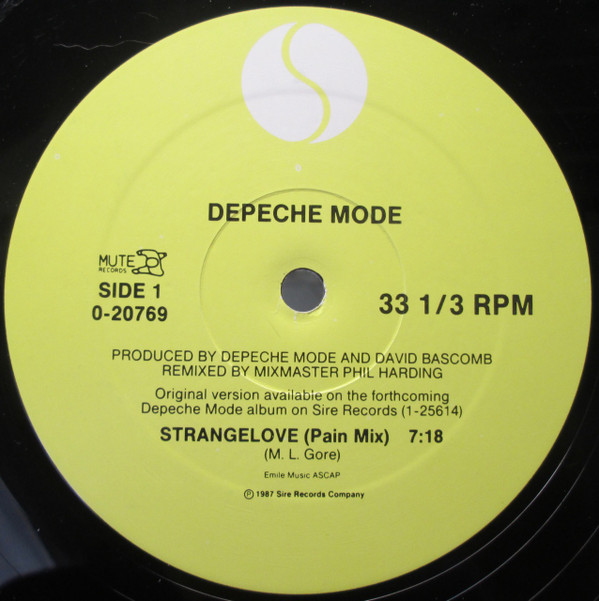 DEPECHE MODE
MUTE
RECORDS
SIDE 1
0-20769
33 1/3 RPM
PRODUCED BY DEPECHE MODE AND DAVID BASCOMB
REMIXED BY MIXMASTER PHIL HARDING
Original version available on the forthcoming
Depeche Mode album on Sire Records (1-25614)
STRANGELOVE (Pain Mix) 7:18
(M. L. Gore)
Emile Music ASCAP
℗ 1987 Sire Records Company